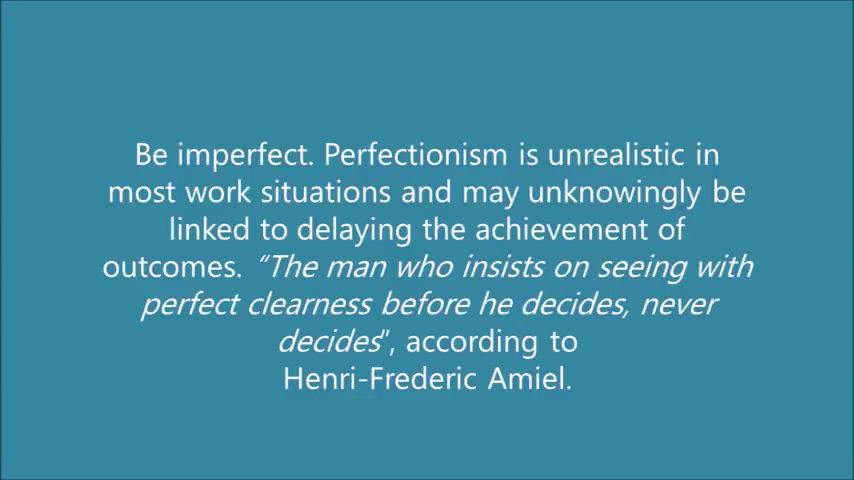 Be imperfect. Perfectionism is unrealistic in
most work situations and may unknowingly be
linked to delaying the achievement of
outcomes. “The man who insists on seeing with
perfect clearness before he decides, never
decides", according to
Henri-Frederic Amiel.